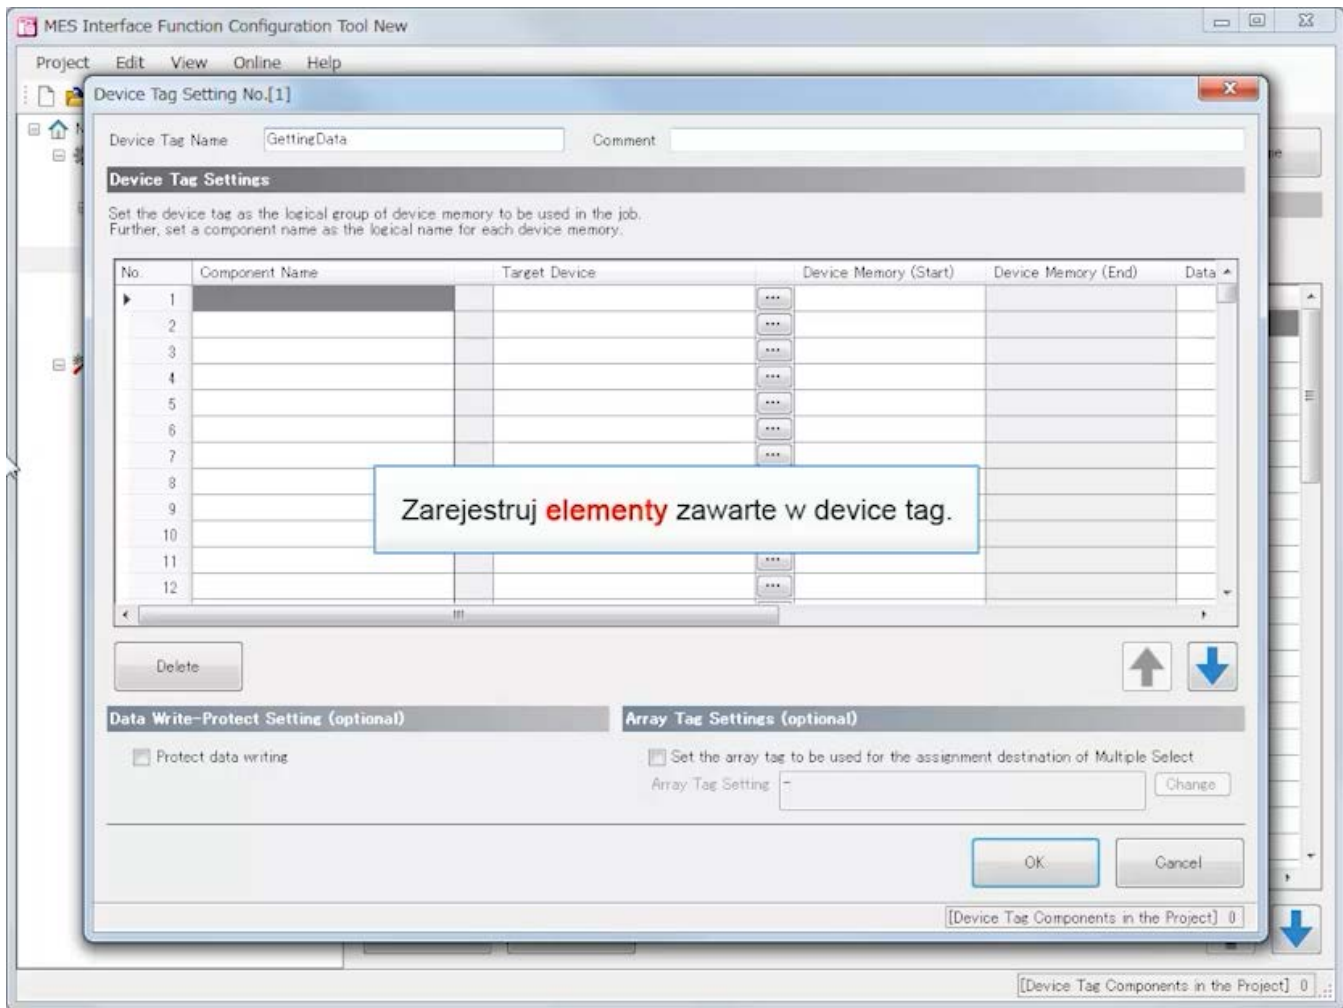 MES Interface Function Configuration Tool New
Project Edit View Online Help
Device Tag Setting No.[1]
Device Tag Name GettingData Comment
Device Tag Settings
Set the device tag as the logical group of device memory to be used in the job.
Further, set a component name as the logical name for each device memory.
No. Component Name Target Device Device Memory (Start) Device Memory (End) Data
1 ...
2 ...
3 ...
4 ...
5 ...
6 ...
7 ...
8
9
10
11 ...
12 ...
Zarejestruj elementy zawarte w device tag.
Delete
Data Write-Protect Setting (optional) Array Tag Settings (optional)
Protect data writing Set the array tag to be used for the assignment destination of Multiple Select
Array Tag Setting - Change
OK Cancel
[Device Tag Components in the Project] 0
[Device Tag Components in the Project] 0